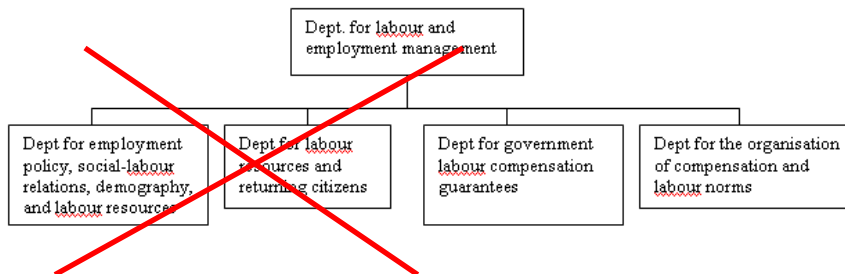 Dept. for labour and
employment management
Dept for employment
policy, social-labour
relations, demography,
and labour resources
Dept for labour
resources and
returning citizens
Dept for government
labour compensation
guarantees
Dept for the organisation
of compensation and
labour norms